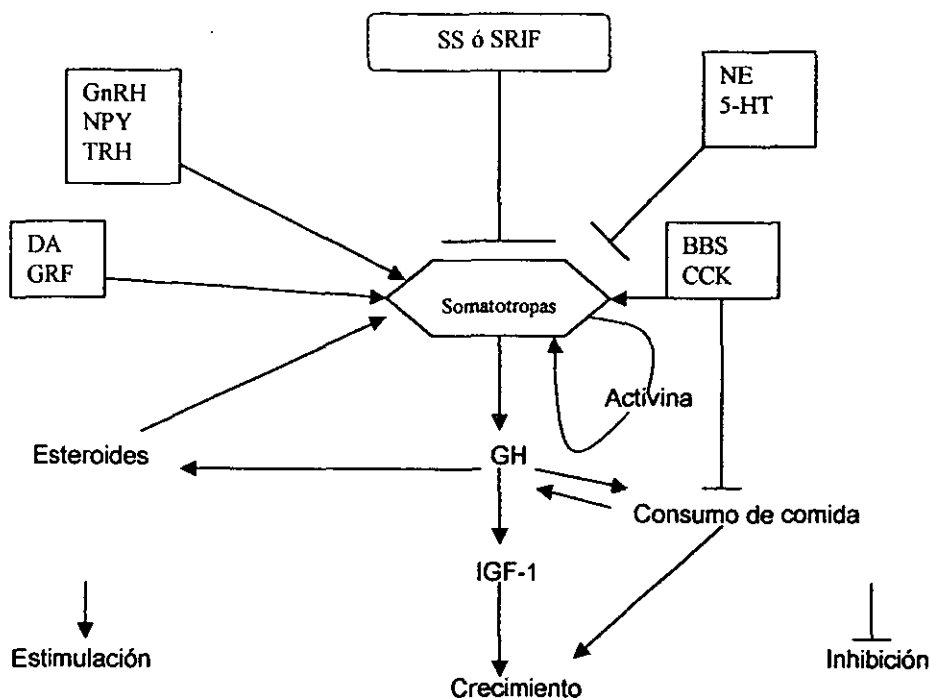 SS ó SRIF
GnRH
NPY
TRH
NE
5-HT
DA
GRF
BBS
CCK
Somatotropas
Activina
Esteroides
GH
Consumo de comida
IGF-1
Estimulación
Inhibición
Crecimiento